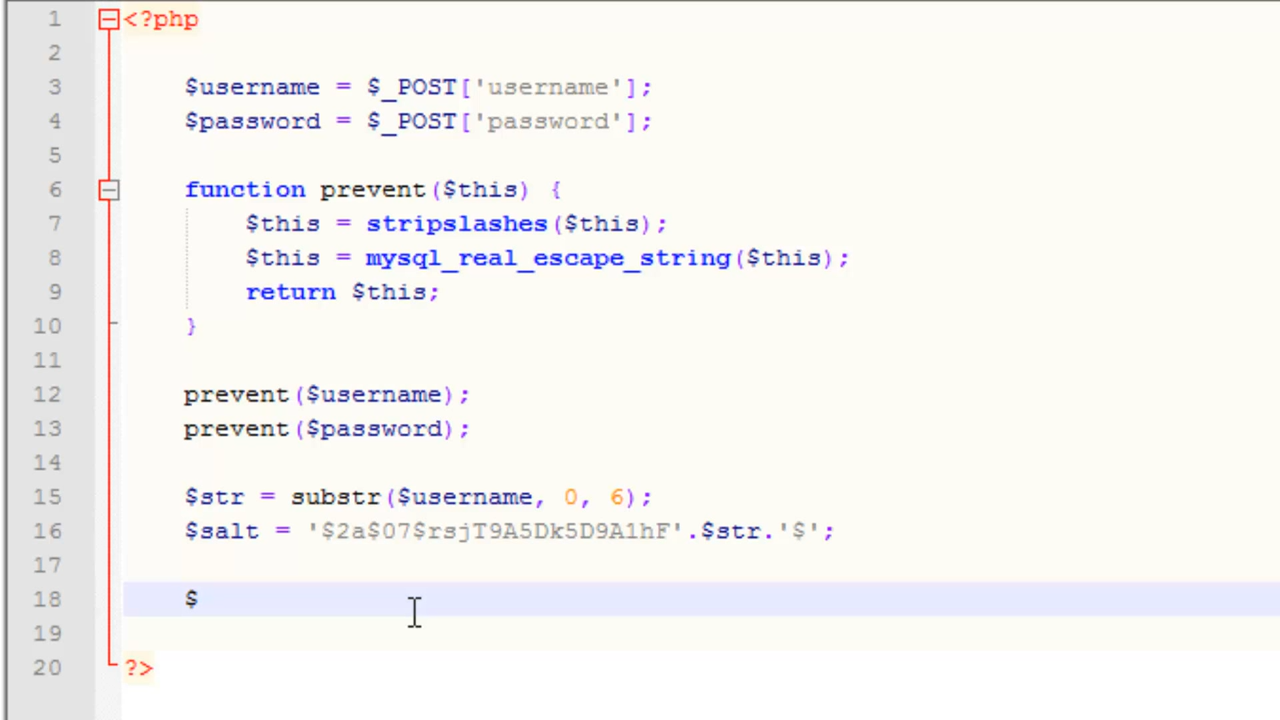 1 <?php
2
3 $username = $_POST['username'];
4 $password = $_POST['password'];
5
6 function prevent($this) {
7 $this = stripslashes($this);
8 $this = mysql_real_escape_string($this);
9 return $this;
10 }
11
12 prevent($username);
13 prevent($password);
14
15 $str = substr($username, 0, 6);
16 $salt = '$2a$07$rsjT9A5Dk5D9A1hF'.$str.'$';
17
18 $
19
20 ?>